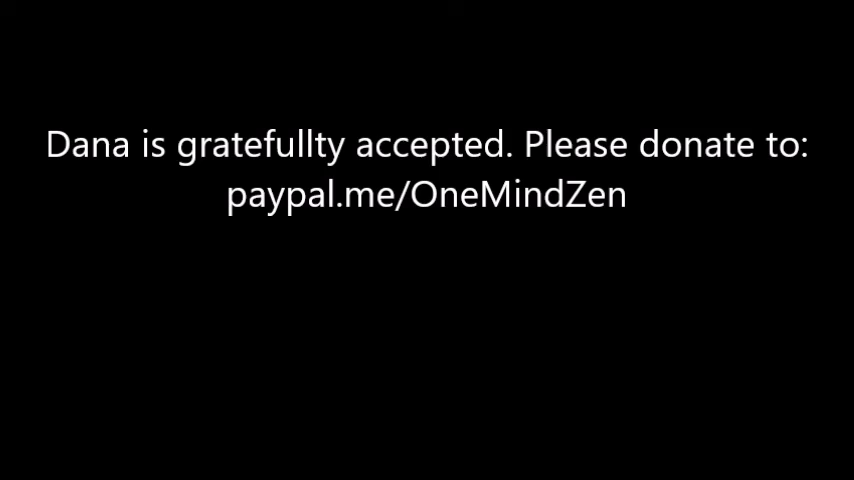 Dana is gratefullty accepted. Please donate to:
paypal.me/OneMindZen